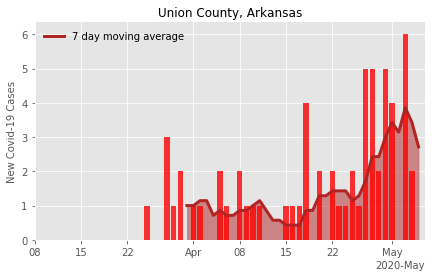 Union County, Arkansas
7 day moving average
New Covid-19 Cases
6
5
4
3
2
1
0
08 15 22 Apr 08 15 22 May
2020-May